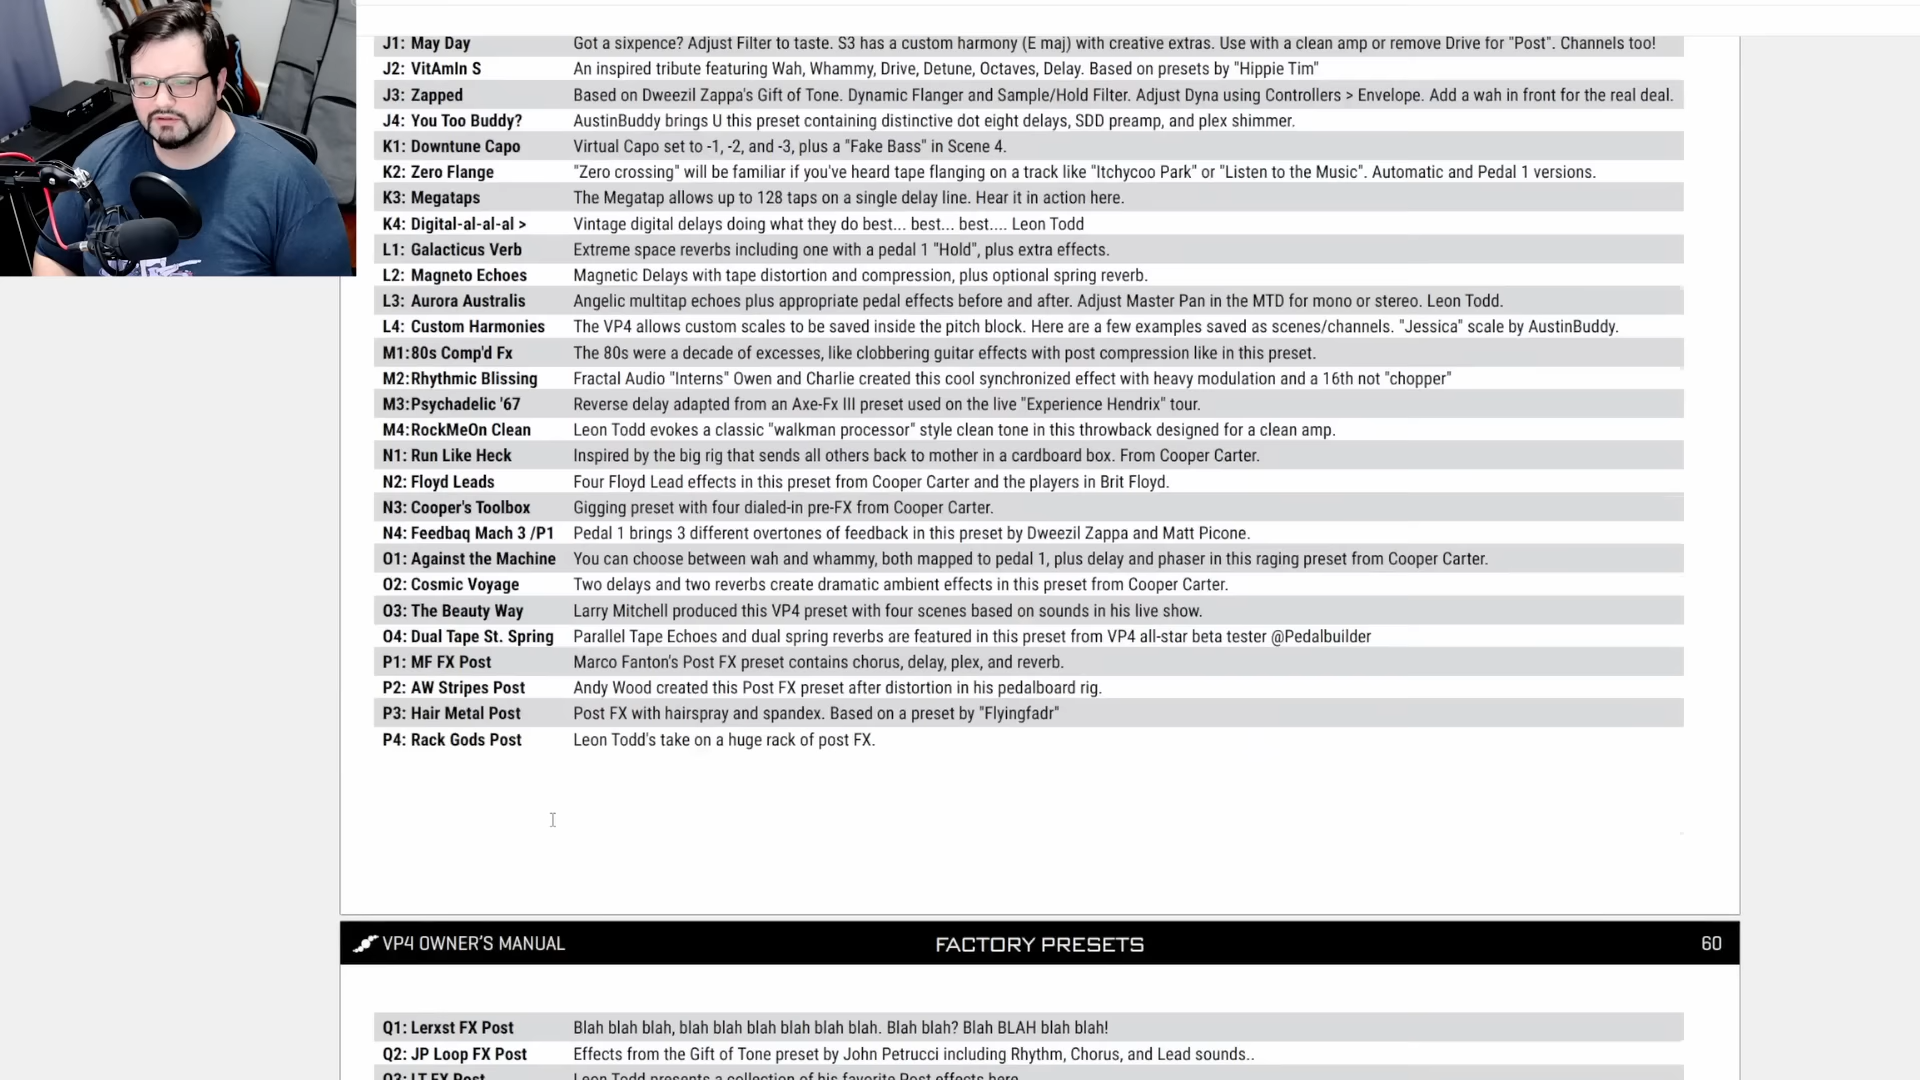 J1: May Day Got a sixpence? Adjust Filter to taste. S3 has a custom harmony (E maj) with creative extras. Use with a clean amp or remove Drive for "Post". Channels too!
J2: VitAmIn S An inspired tribute featuring Wah, Whammy, Drive, Detune, Octaves, Delay. Based on presets by "Hippie Tim"
J3: Zapped Based on Dweezil Zappa's Gift of Tone. Dynamic Flanger and Sample/Hold Filter. Adjust Dyna using Controllers > Envelope. Add a wah in front for the real deal.
J4: You Too Buddy? AustinBuddy brings U this preset containing distinctive dot eight delays, SDD preamp, and plex shimmer.
K1: Downtune Capo Virtual Capo set to -1, -2, and -3, plus a "Fake Bass" in Scene 4.
K2: Zero Flange "Zero crossing" will be familiar if you've heard tape flanging on a track like "Itchycoo Park" or "Listen to the Music". Automatic and Pedal 1 versions.
K3: Megataps The Megatap allows up to 128 taps on a single delay line. Hear it in action here.
K4: Digital-al-al-al > Vintage digital delays doing what they do best... best... best.... Leon Todd
L1: Galacticus Verb Extreme space reverbs including one with a pedal 1 "Hold", plus extra effects.
L2: Magneto Echoes Magnetic Delays with tape distortion and compression, plus optional spring reverb.
L3: Aurora Australis Angelic multitap echoes plus appropriate pedal effects before and after. Adjust Master Pan in the MTD for mono or stereo. Leon Todd.
L4: Custom Harmonies The VP4 allows custom scales to be saved inside the pitch block. Here are a few examples saved as scenes/channels. "Jessica" scale by AustinBuddy.
M1:80s Comp'd Fx The 80s were a decade of excesses, like clobbering guitar effects with post compression like in this preset.
M2:Rhythmic Blissing Fractal Audio "Interns" Owen and Charlie created this cool synchronized effect with heavy modulation and a 16th not "chopper"
M3:Psychadelic '67 Reverse delay adapted from an Axe-Fx III preset used on the live "Experience Hendrix" tour.
M4:RockMeOn Clean Leon Todd evokes a classic "walkman processor" style clean tone in this throwback designed for a clean amp.
N1: Run Like Heck Inspired by the big rig that sends all others back to mother in a cardboard box. From Cooper Carter.
N2: Floyd Leads Four Floyd Lead effects in this preset from Cooper Carter and the players in Brit Floyd.
N3: Cooper's Toolbox Gigging preset with four dialed-in pre-FX from Cooper Carter.
N4: Feedbaq Mach 3 /P1 Pedal 1 brings 3 different overtones of feedback in this preset by Dweezil Zappa and Matt Picone.
O1: Against the Machine You can choose between wah and whammy, both mapped to pedal 1, plus delay and phaser in this raging preset from Cooper Carter.
O2: Cosmic Voyage Two delays and two reverbs create dramatic ambient effects in this preset from Cooper Carter.
O3: The Beauty Way Larry Mitchell produced this VP4 preset with four scenes based on sounds in his live show.
O4: Dual Tape St. Spring Parallel Tape Echoes and dual spring reverbs are featured in this preset from VP4 all-star beta tester @Pedalbuilder
P1: MF FX Post Marco Fanton's Post FX preset contains chorus, delay, plex, and reverb.
P2: AW Stripes Post Andy Wood created this Post FX preset after distortion in his pedalboard rig.
P3: Hair Metal Post Post FX with hairspray and spandex. Based on a preset by "Flyingfadr"
P4: Rack Gods Post Leon Todd's take on a huge rack of post FX.
VP4 OWNER'S MANUAL FACTORY PRESETS 60
Q1: Lerxst FX Post Blah blah blah, blah blah blah blah blah. Blah blah? Blah BLAH blah blah!
Q2: JP Loop FX Post Effects from the Gift of Tone preset by John Petrucci including Rhythm, Chorus, and Lead sounds..
Q3: LT FX Post Leon Todd presents a collection of his favorite Post effects here